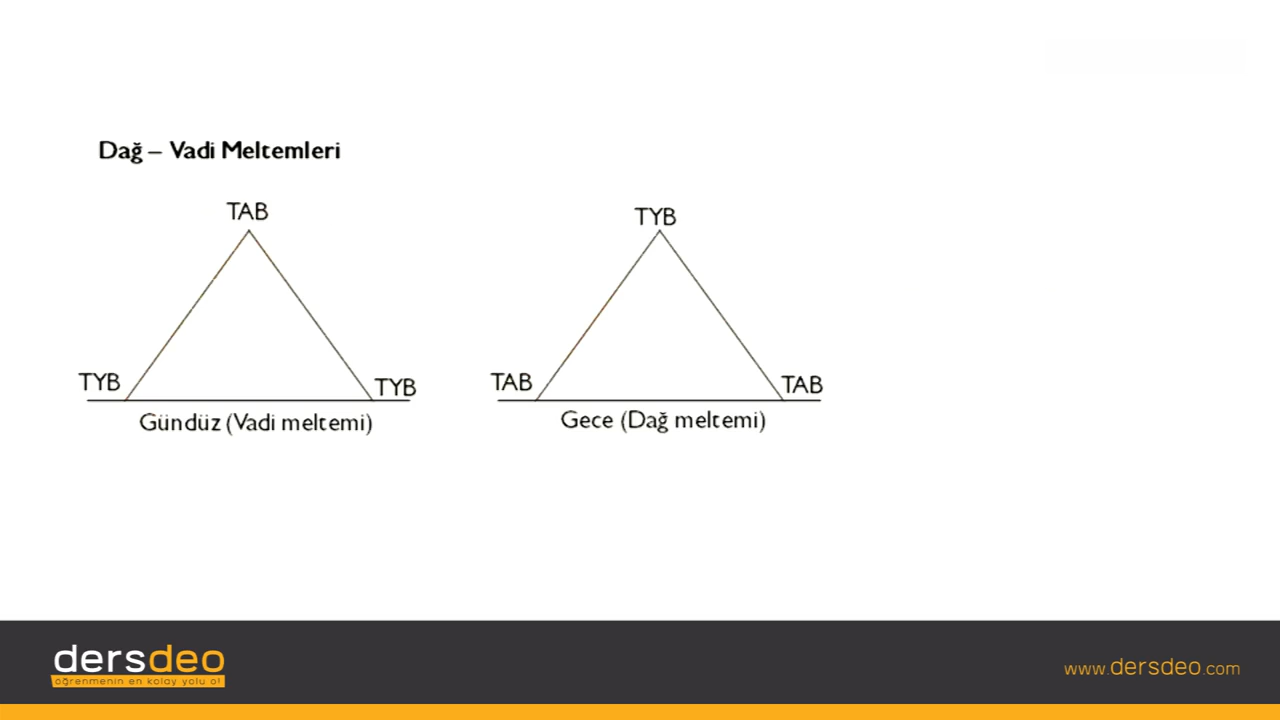 Dağ – Vadi Meltemleri
TAB
TYB
TYB
Gündüz (Vadi meltemi)
TYB
TAB
TAB
Gece (Dağ meltemi)
dersdeo
öğrenmenin en kolay yolu o!
www.dersdeo.com